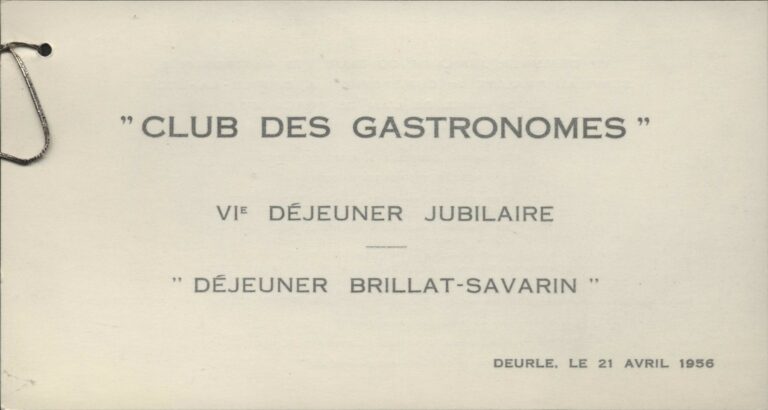 ” CLUB DES GASTRONOMES ”
VIᴱ DÉJEUNER JUBILAIRE
” DÉJEUNER BRILLAT-SAVARIN ”
DEURLE, LE 21 AVRIL 1956